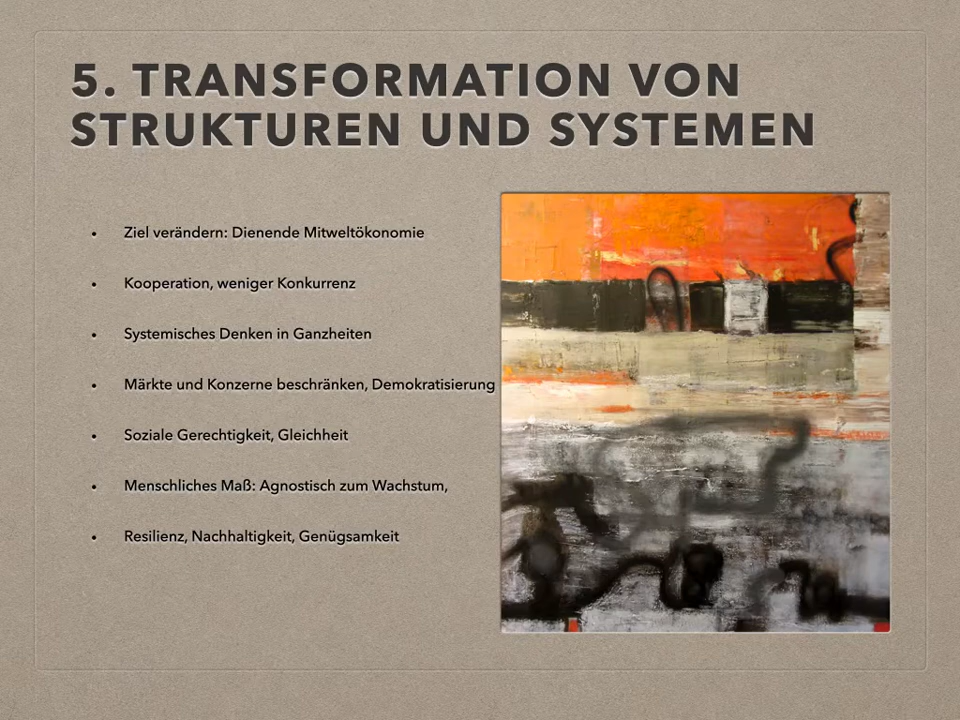 5. TRANSFORMATION VON
STRUKTUREN UND SYSTEMEN
• Ziel verändern: Dienende Mitweltökonomie
• Kooperation, weniger Konkurrenz
• Systemisches Denken in Ganzheiten
• Märkte und Konzerne beschränken, Demokratisierung
• Soziale Gerechtigkeit, Gleichheit
• Menschliches Maß: Agnostisch zum Wachstum,
• Resilienz, Nachhaltigkeit, Genügsamkeit